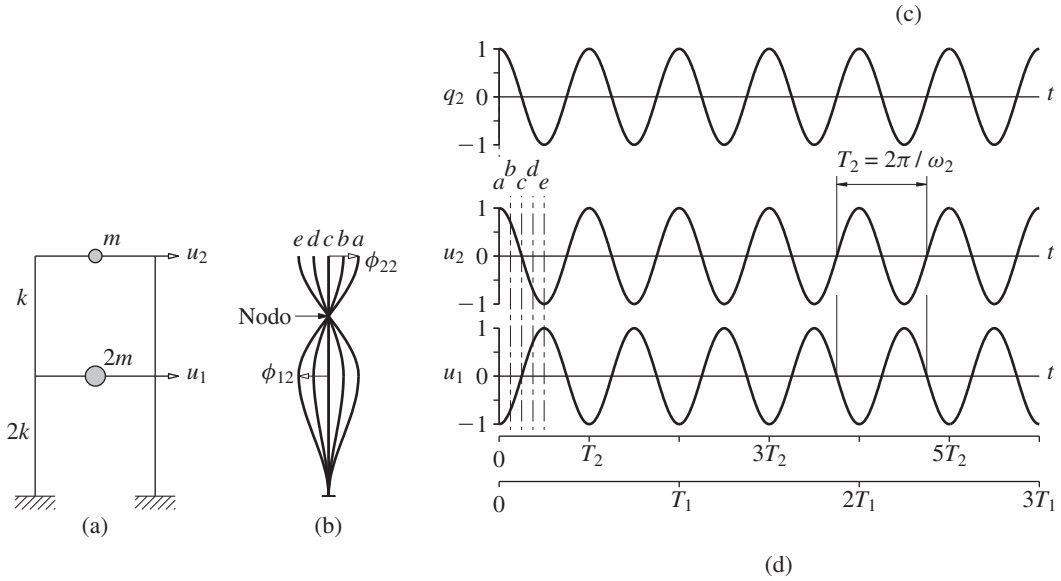 (c)
1
q₂ 0 t
−1
a b c d e
T₂ = 2π / ω₂
1
u₂ 0 t
−1
1
u₁ 0 t
−1
0 T₂ 3T₂ 5T₂
0 T₁ 2T₁ 3T₁
(d)
m
u₂
k
2m
u₁
2k
(a)
e d c b a
ϕ₂₂
Nodo
ϕ₁₂
(b)